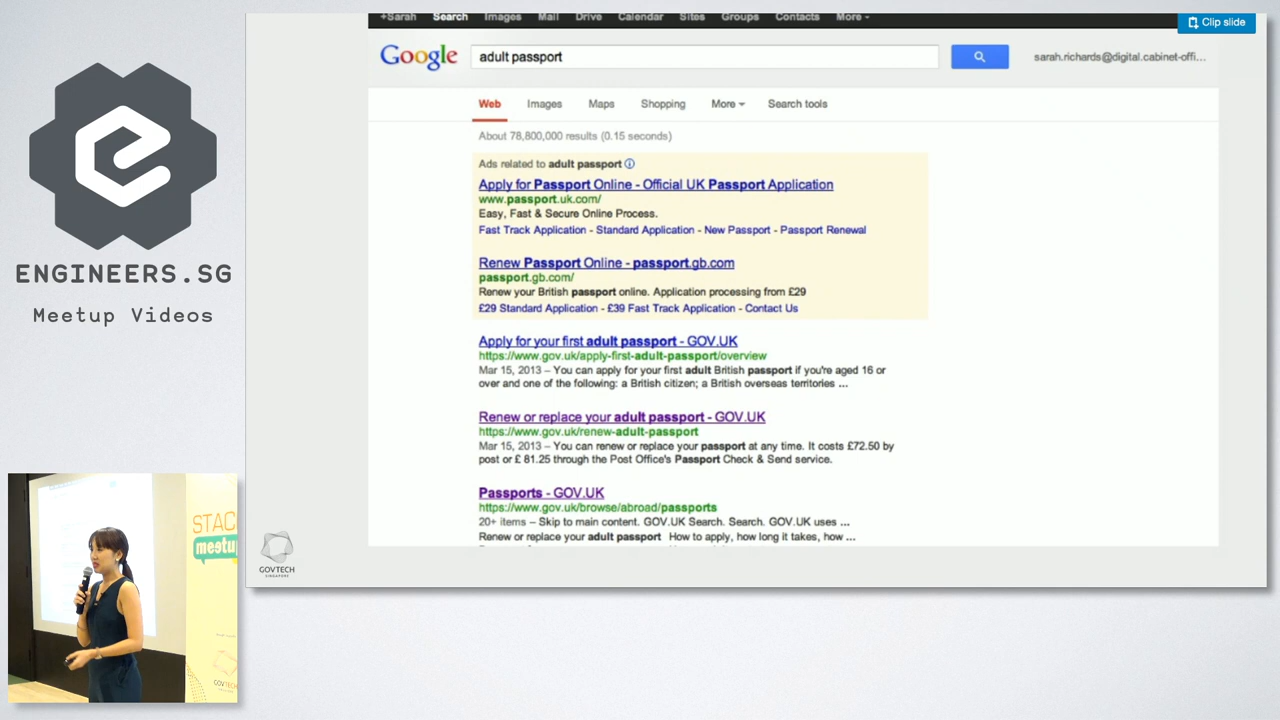 ENGINEERS.SG
Meetup Videos
STAC
meetu
GOVTECH
GOVTECH
SINGAPORE
Clip slide
+Sarah Search Images Mail Drive Calendar Sites Groups Contacts More
Google adult passport sarah.richards@digital.cabinet-offi...
Web Images Maps Shopping More Search tools
About 78,800,000 results (0.15 seconds)
Ads related to adult passport
Apply for Passport Online - Official UK Passport Application
www.passport.uk.com/
Easy, Fast & Secure Online Process.
Fast Track Application - Standard Application - New Passport - Passport Renewal
Renew Passport Online - passport.gb.com
passport.gb.com/
Renew your British passport online. Application processing from £29
£29 Standard Application - £39 Fast Track Application - Contact Us
Apply for your first adult passport - GOV.UK
https://www.gov.uk/apply-first-adult-passport/overview
Mar 15, 2013 – You can apply for your first adult British passport if you're aged 16 or
over and one of the following: a British citizen; a British overseas territories ...
Renew or replace your adult passport - GOV.UK
https://www.gov.uk/renew-adult-passport
Mar 15, 2013 – You can renew or replace your passport at any time. It costs £72.50 by
post or £ 81.25 through the Post Office's Passport Check & Send service.
Passports - GOV.UK
https://www.gov.uk/browse/abroad/passports
20+ items – Skip to main content. GOV.UK Search. Search. GOV.UK uses ...
Renew or replace your adult passport How to apply, how long it takes, how ...